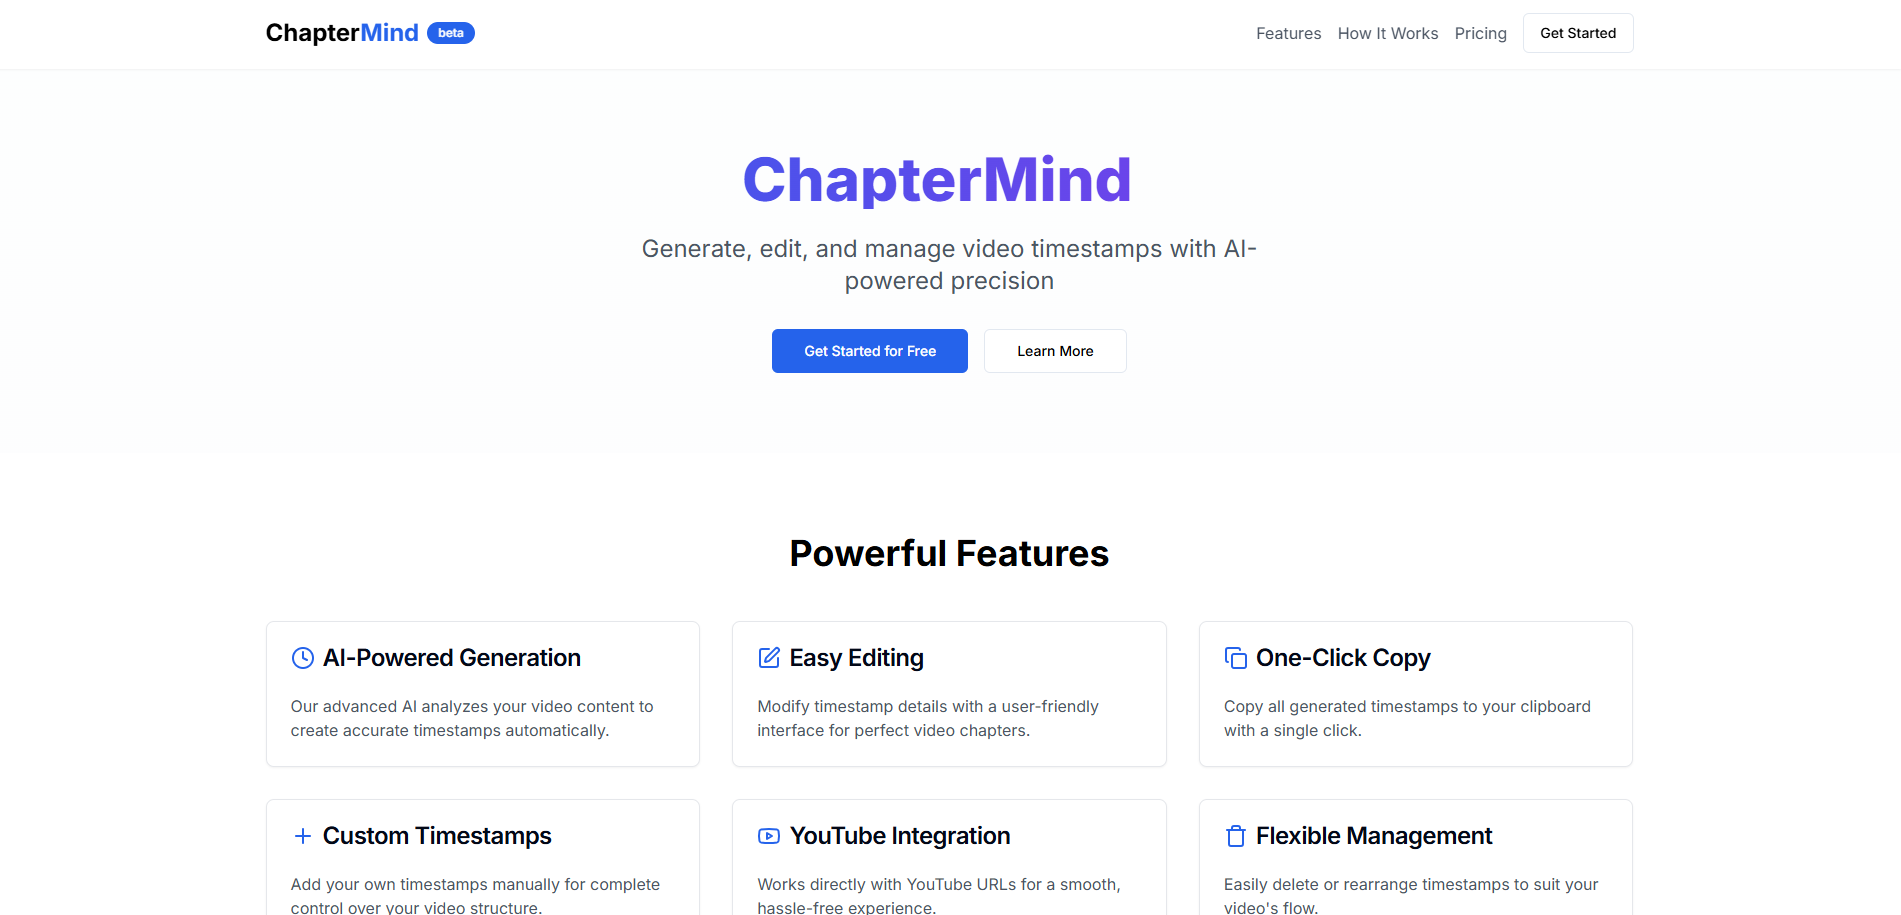 ChapterMind beta
Features How It Works Pricing Get Started
ChapterMind
Generate, edit, and manage video timestamps with AI-
powered precision
Get Started for Free Learn More
Powerful Features
AI-Powered Generation
Our advanced AI analyzes your video content to
create accurate timestamps automatically.
Easy Editing
Modify timestamp details with a user-friendly
interface for perfect video chapters.
One-Click Copy
Copy all generated timestamps to your clipboard
with a single click.
Custom Timestamps
Add your own timestamps manually for complete
control over your video structure.
YouTube Integration
Works directly with YouTube URLs for a smooth,
hassle-free experience.
Flexible Management
Easily delete or rearrange timestamps to suit your
video's flow.